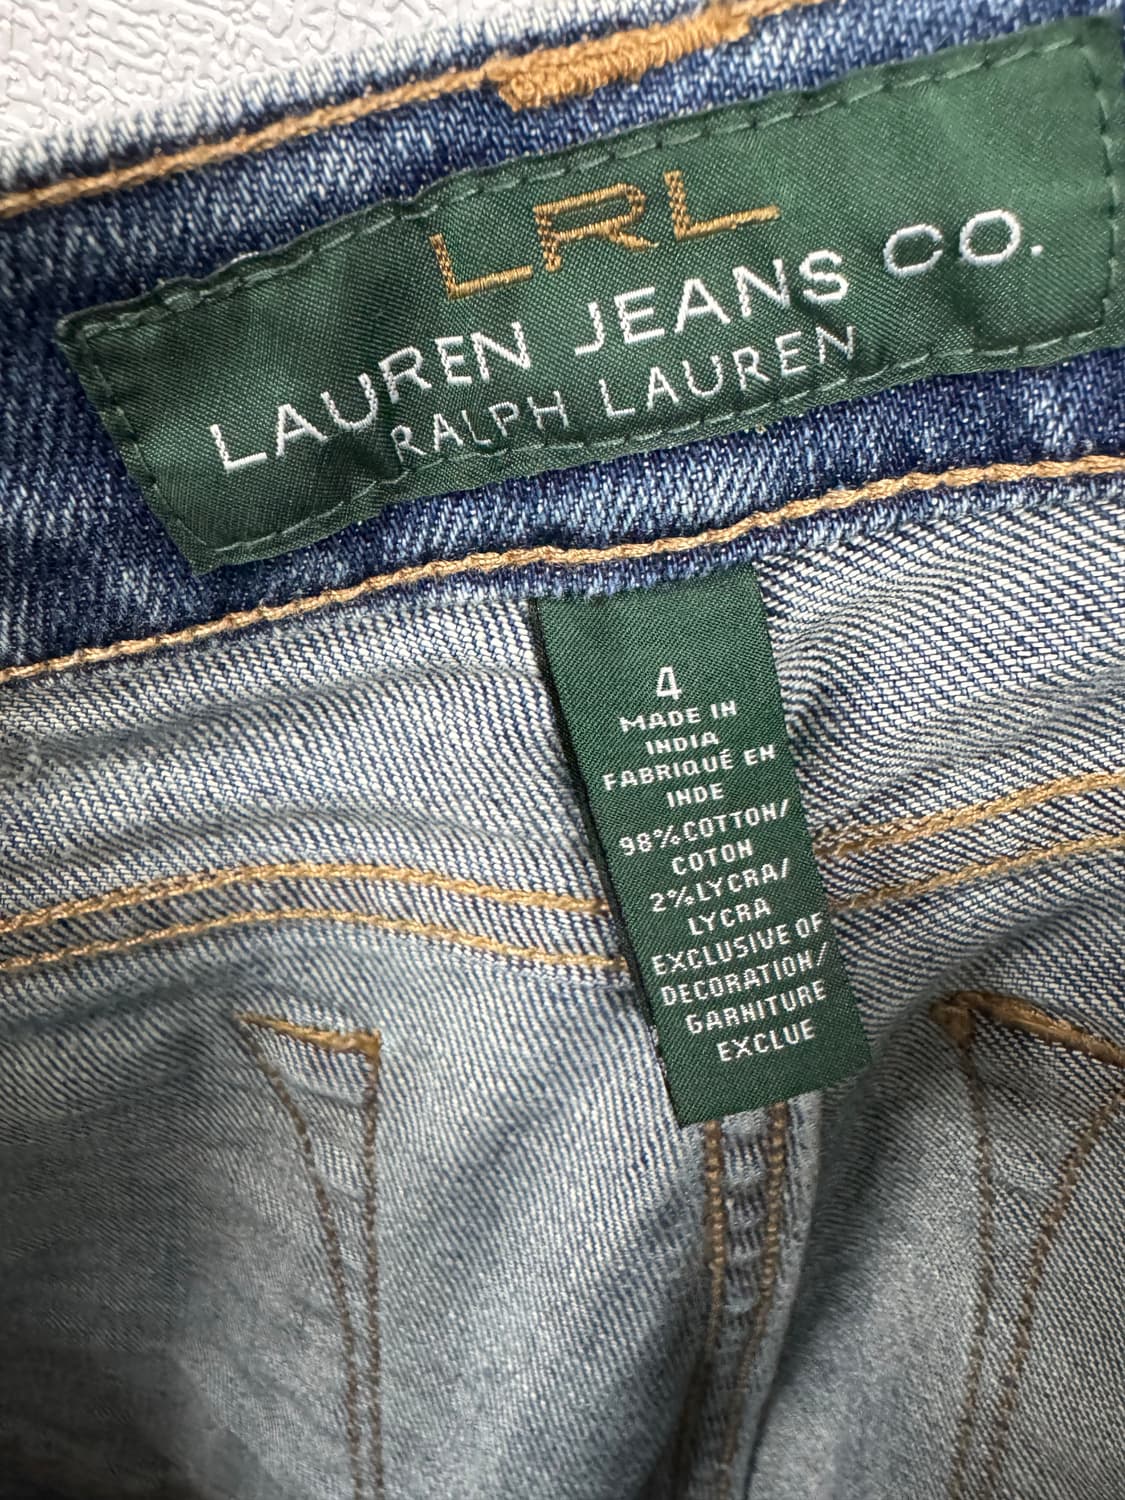 LRL
LAUREN JEANS CO.
RALPH LAUREN
4
MADE IN
INDIA
FABRIQUÉ EN
INDE
98%COTTON/
COTON
2%LYCRA/
LYCRA
EXCLUSIVE OF
DECORATION/
GARNITURE
EXCLUE